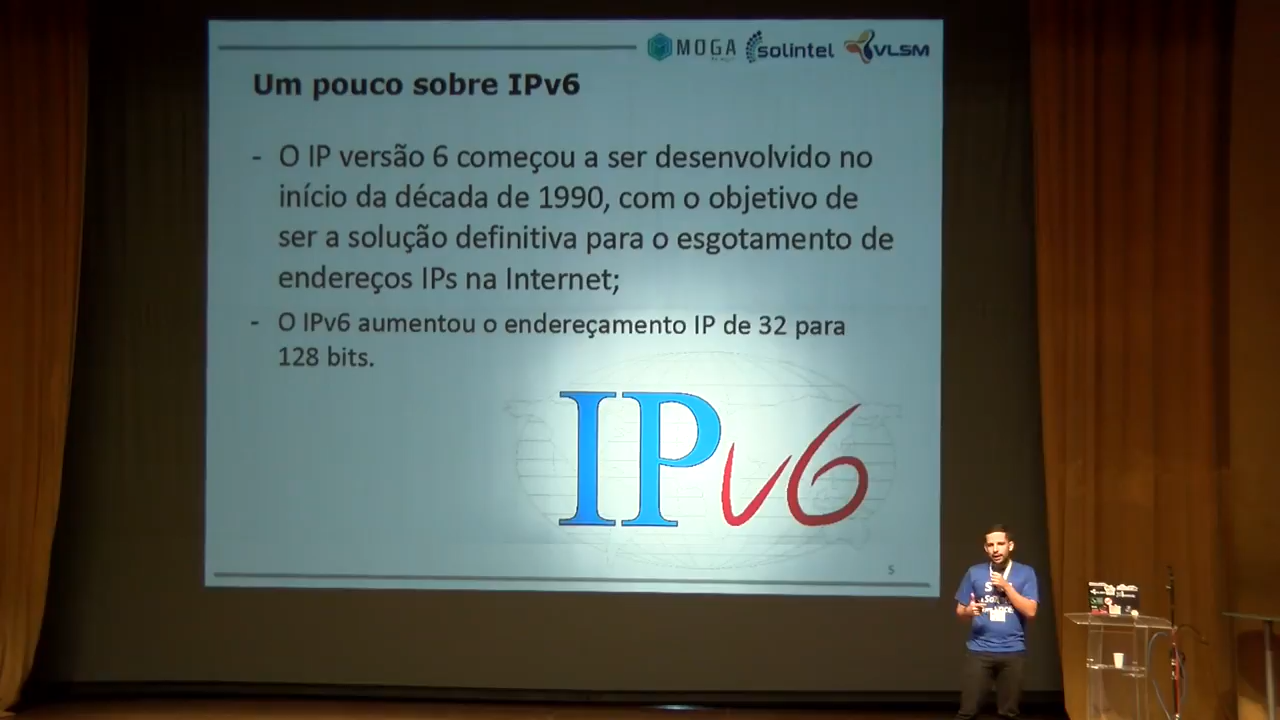 MOGA solintel VLSM
Um pouco sobre IPv6
- O IP versão 6 começou a ser desenvolvido no
início da década de 1990, com o objetivo de
ser a solução definitiva para o esgotamento de
endereços IPs na Internet;
- O IPv6 aumentou o endereçamento IP de 32 para
128 bits.
IPv6
5